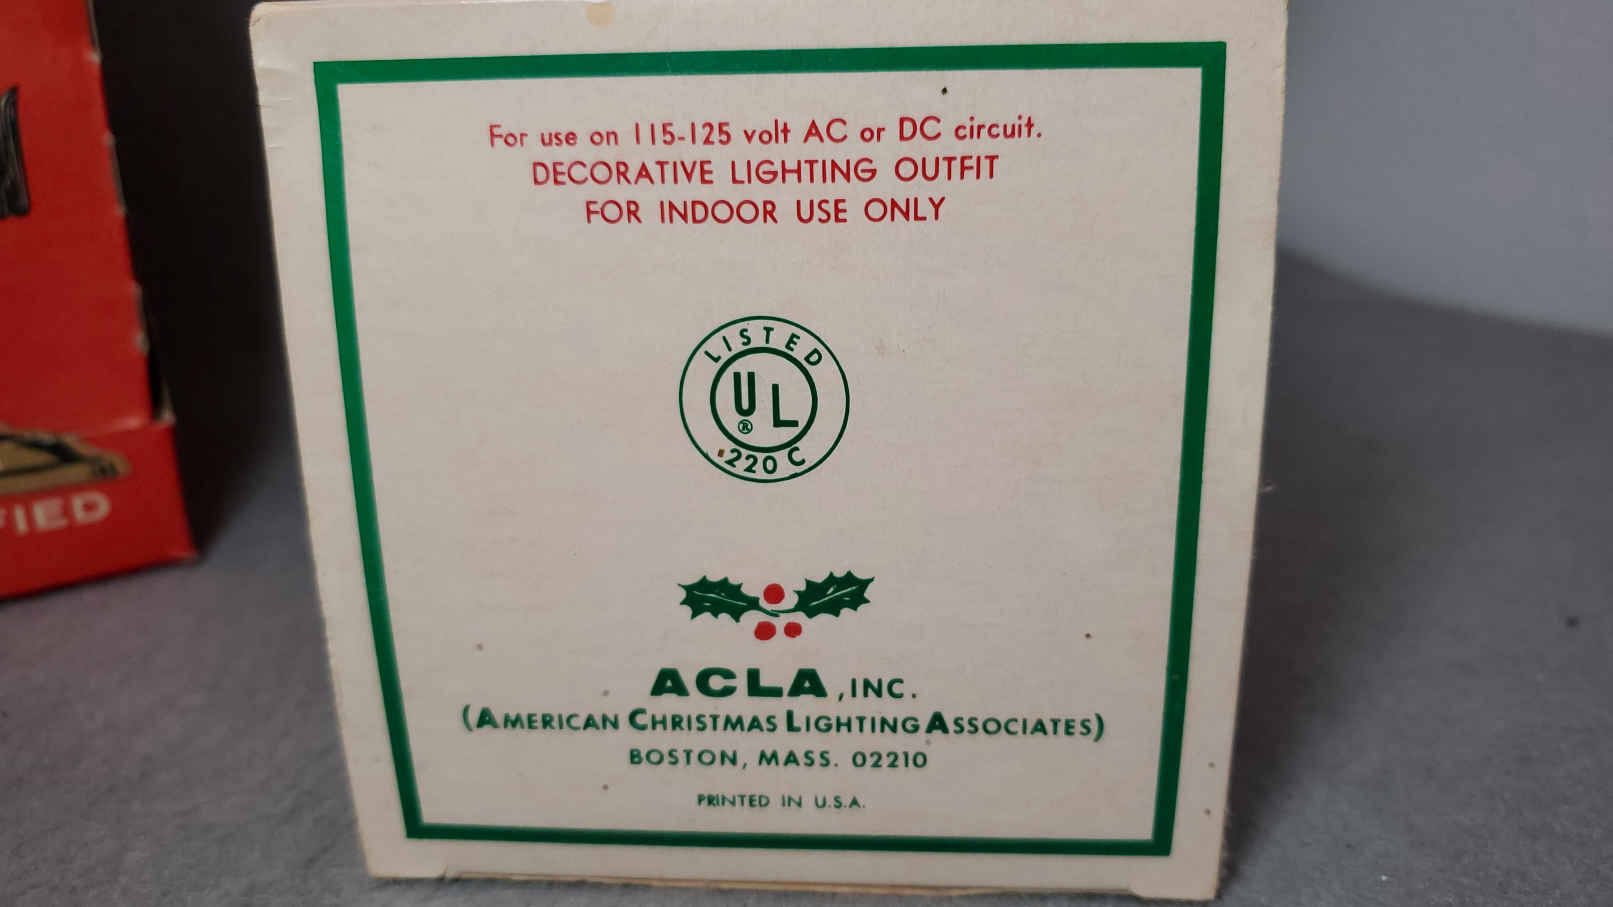 For use on 115-125 volt AC or DC circuit.
DECORATIVE LIGHTING OUTFIT
FOR INDOOR USE ONLY
LISTED
UL
®
220 C
ACLA, INC.
(AMERICAN CHRISTMAS LIGHTING ASSOCIATES)
BOSTON, MASS. 02210
PRINTED IN U.S.A.
FIED